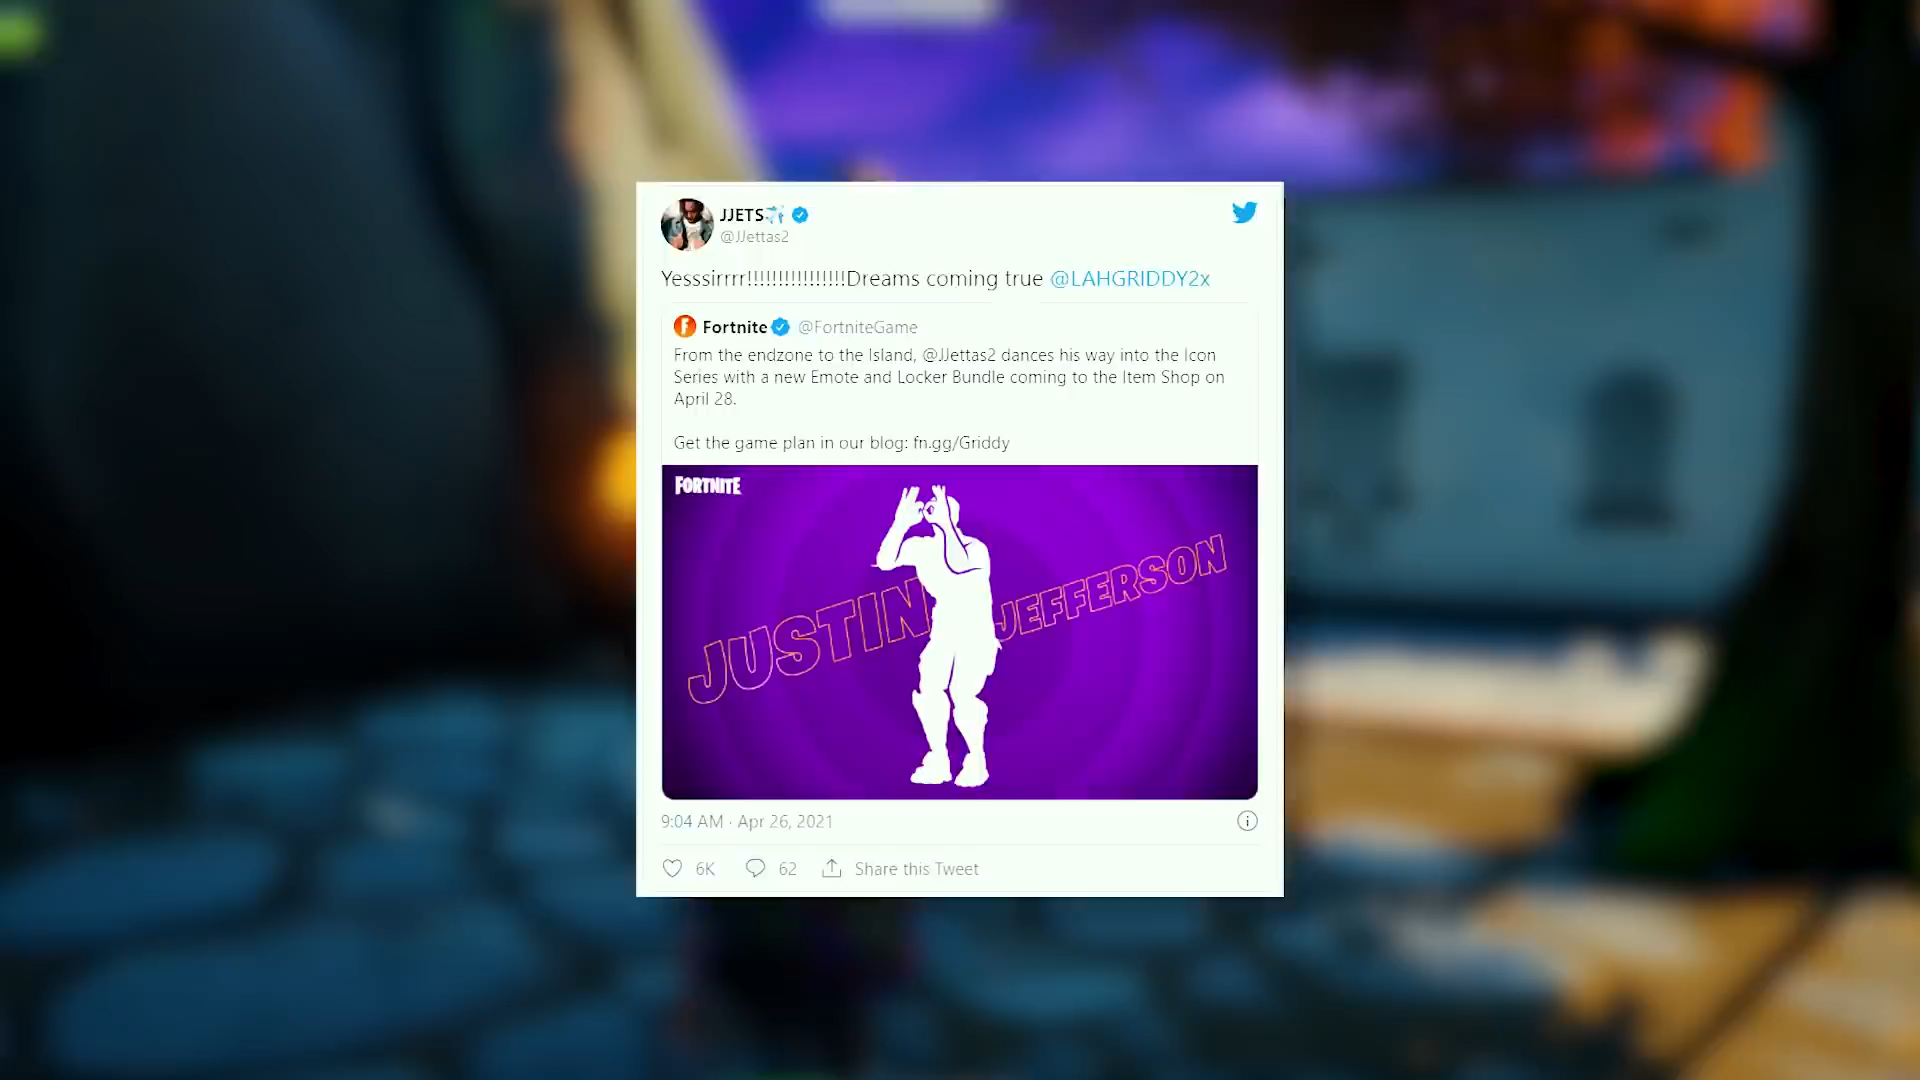 JJETS
@JJettas2
Yesssirrrr!!!!!!!!!!!!!!!!Dreams coming true @LAHGRIDDY2x
Fortnite @FortniteGame
From the endzone to the Island, @JJettas2 dances his way into the Icon
Series with a new Emote and Locker Bundle coming to the Item Shop on
April 28.
Get the game plan in our blog: fn.gg/Griddy
FORTNITE
JUSTIN JEFFERSON
9:04 AM · Apr 26, 2021
6K 62 Share this Tweet